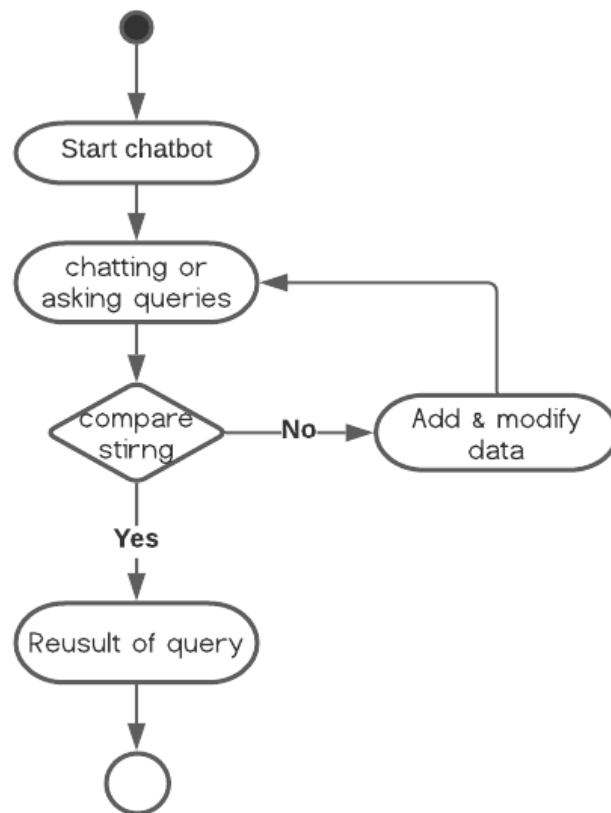 Start chatbot
chatting or
asking queries
compare
stirng
No
Add & modify
data
Yes
Reusult of query